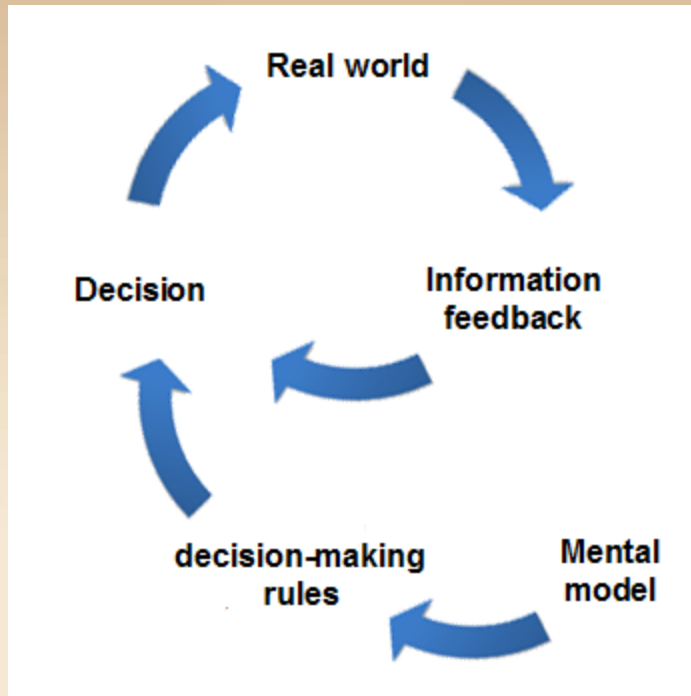 Real world
Decision
Information
feedback
decision-making
rules
Mental
model